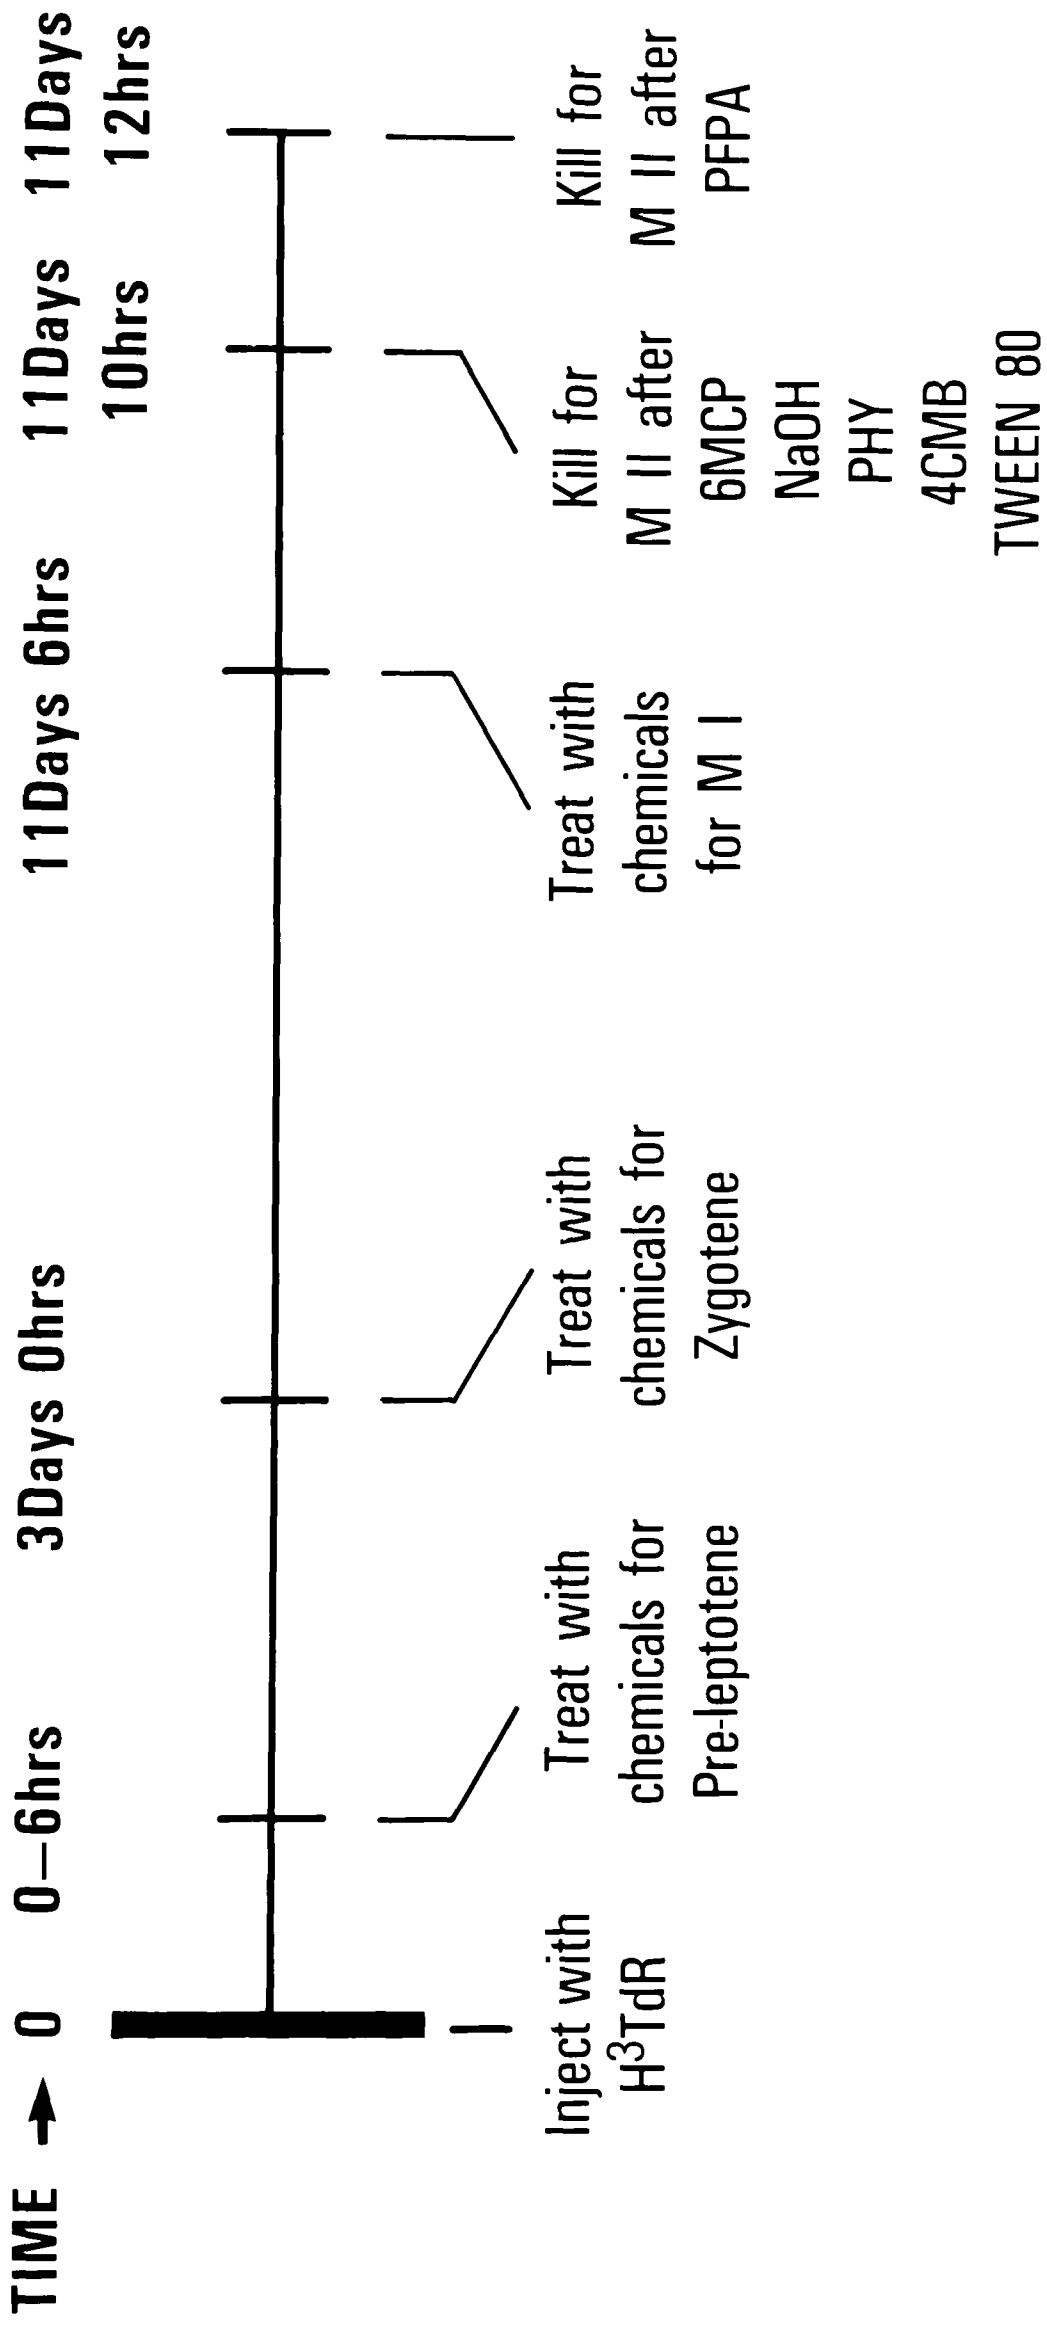 TIME → 0 0–6hrs 3Days 0hrs 11Days 6hrs 11Days 11Days
10hrs 12hrs
Inject with
H³TdR
Treat with
chemicals for
Pre-leptotene
Treat with
chemicals for
Zygotene
Treat with
chemicals
for M I
Kill for
M II after
6MCP
NaOH
PHY
4CMB
TWEEN 80
Kill for
M II after
PFPA